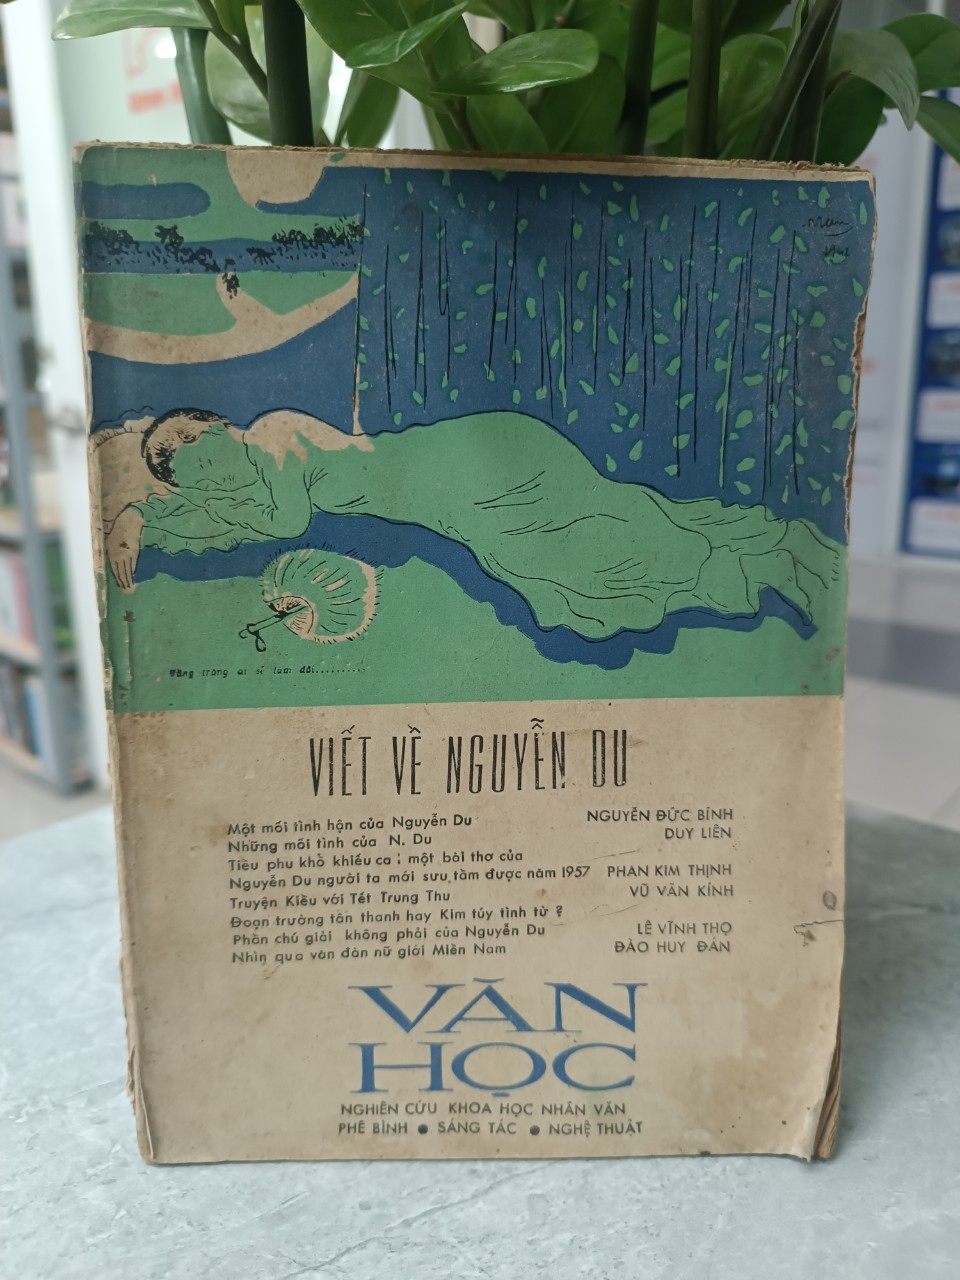 1941
Vầng trăng ai sẻ làm đôi..........
VIẾT VỀ NGUYỄN DU
Một mối tình hận của Nguyễn Du NGUYỄN ĐỨC BÍNH
Những mối tình của N. Du DUY LIÊN
Tiều phu khổ khiếu ca : một bài thơ của
Nguyễn Du người ta mới sưu tầm được năm 1957 PHAN KIM THỊNH
Truyện Kiều với Tết Trung Thu VŨ VĂN KÍNH
Đoạn trường tân thanh hay Kim túy tình từ ?
Phần chú giải không phải của Nguyễn Du LÊ VĨNH THỌ
Nhìn qua văn đàn nữ giới Miền Nam ĐÀO HUY ĐÁN
VĂN
HỌC
NGHIÊN CỨU KHOA HỌC NHÂN VĂN
PHÊ BÌNH ● SÁNG TÁC ● NGHỆ THUẬT